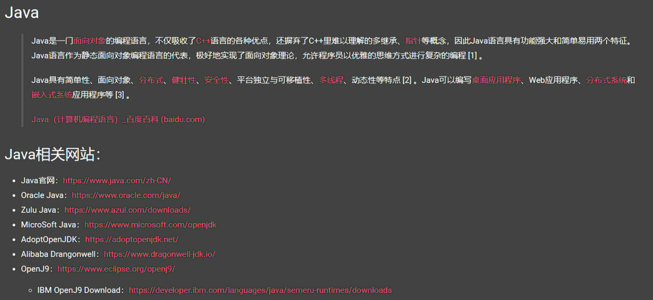 Java
Java是一门面向对象的编程语言，不仅吸收了C++语言的各种优点，还摒弃了C++里难以理解的多继承、指针等概念，因此Java语言具有功能强大和简单易用两个特征。
Java语言作为静态面向对象编程语言的代表，极好地实现了面向对象理论，允许程序员以优雅的思维方式进行复杂的编程 [1] 。
Java具有简单性、面向对象、分布式、健壮性、安全性、平台独立与可移植性、多线程、动态性等特点 [2] 。Java可以编写桌面应用程序、Web应用程序、分布式系统和
嵌入式系统应用程序等 [3] 。
Java（计算机编程语言）_百度百科 (baidu.com)
Java相关网站：
Java官网：https://www.java.com/zh-CN/
Oracle Java：https://www.oracle.com/java/
Zulu Java：https://www.azul.com/downloads/
MicroSoft Java：https://www.microsoft.com/openjdk
AdoptOpenJDK：https://adoptopenjdk.net/
Alibaba Drangonwell：https://www.dragonwell-jdk.io/
OpenJ9：https://www.eclipse.org/openj9/
IBM OpenJ9 Download：https://developer.ibm.com/languages/java/semeru-runtimes/downloads